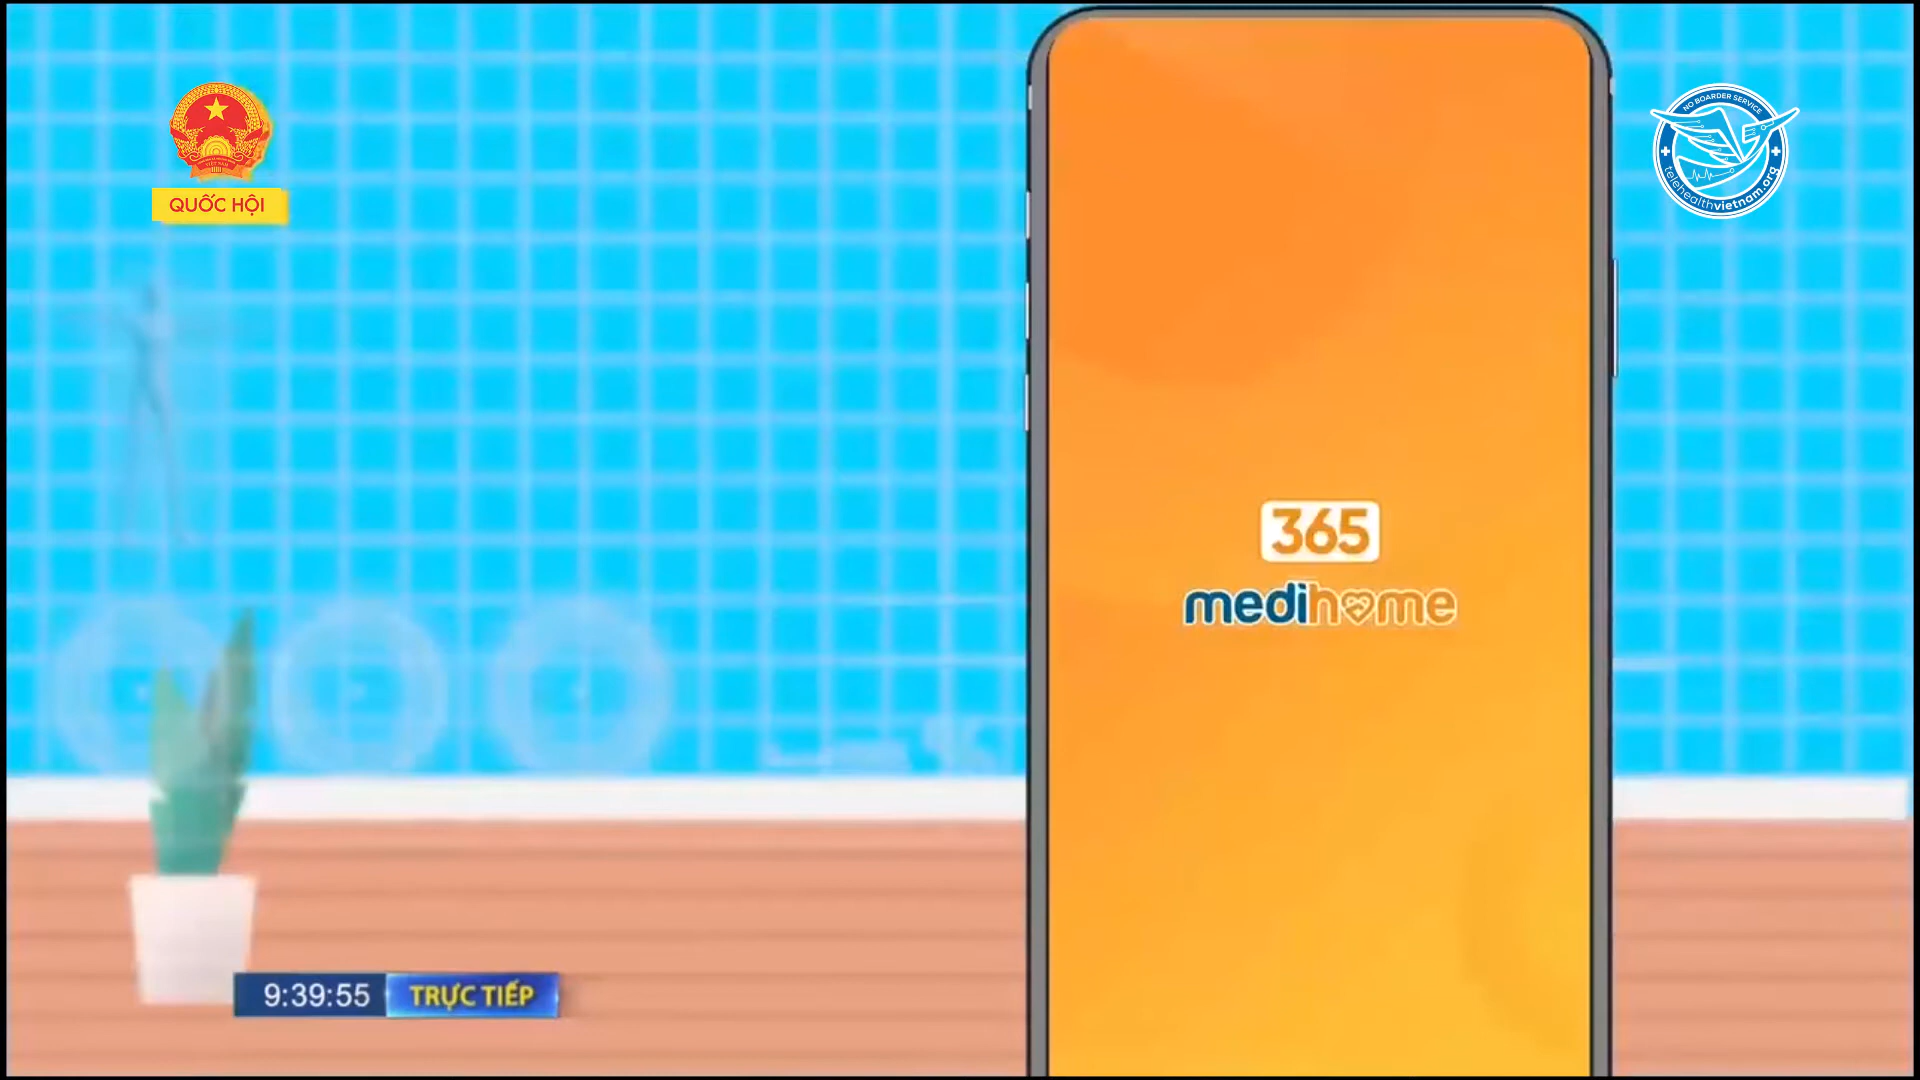 QUỐC HỘI
NO BOARDER SERVICE
telehealthvietnam.org
365
medihome
9:39:55 TRỰC TIẾP